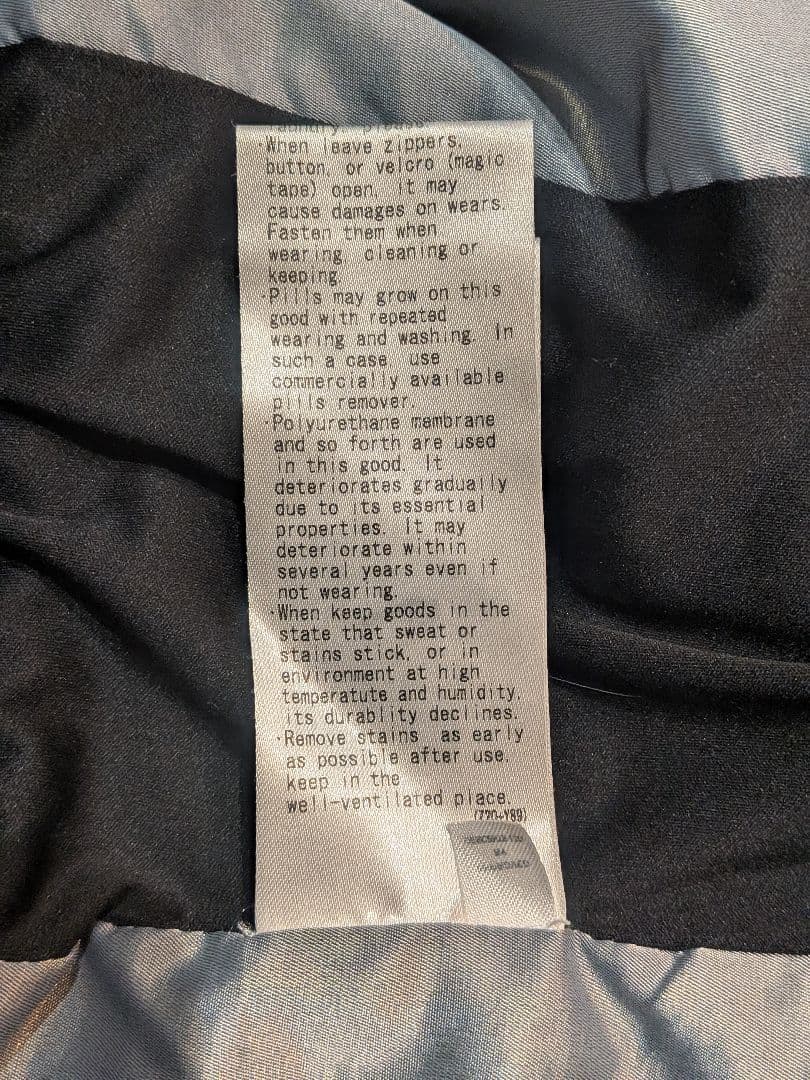 laundry, please
·When leave zippers,
button, or velcro (magic
tape) open, it may
cause damages on wears.
Fasten them when
wearing cleaning or
keeping
·Pills may grow on this
good with repeated
wearing and washing. In
such a case use
commercially available
pills remover.
·Polyurethane membrane
and so forth are used
in this good. It
deteriorates gradually
due to its essential
properties. It may
deteriorate within
several years even if
not wearing.
·When keep goods in the
state that sweat or
stains stick, or in
environment at high
temperatute and humidity,
its durablity declines.
·Remove stains as early
as possible after use,
keep in the
well-ventilated place.